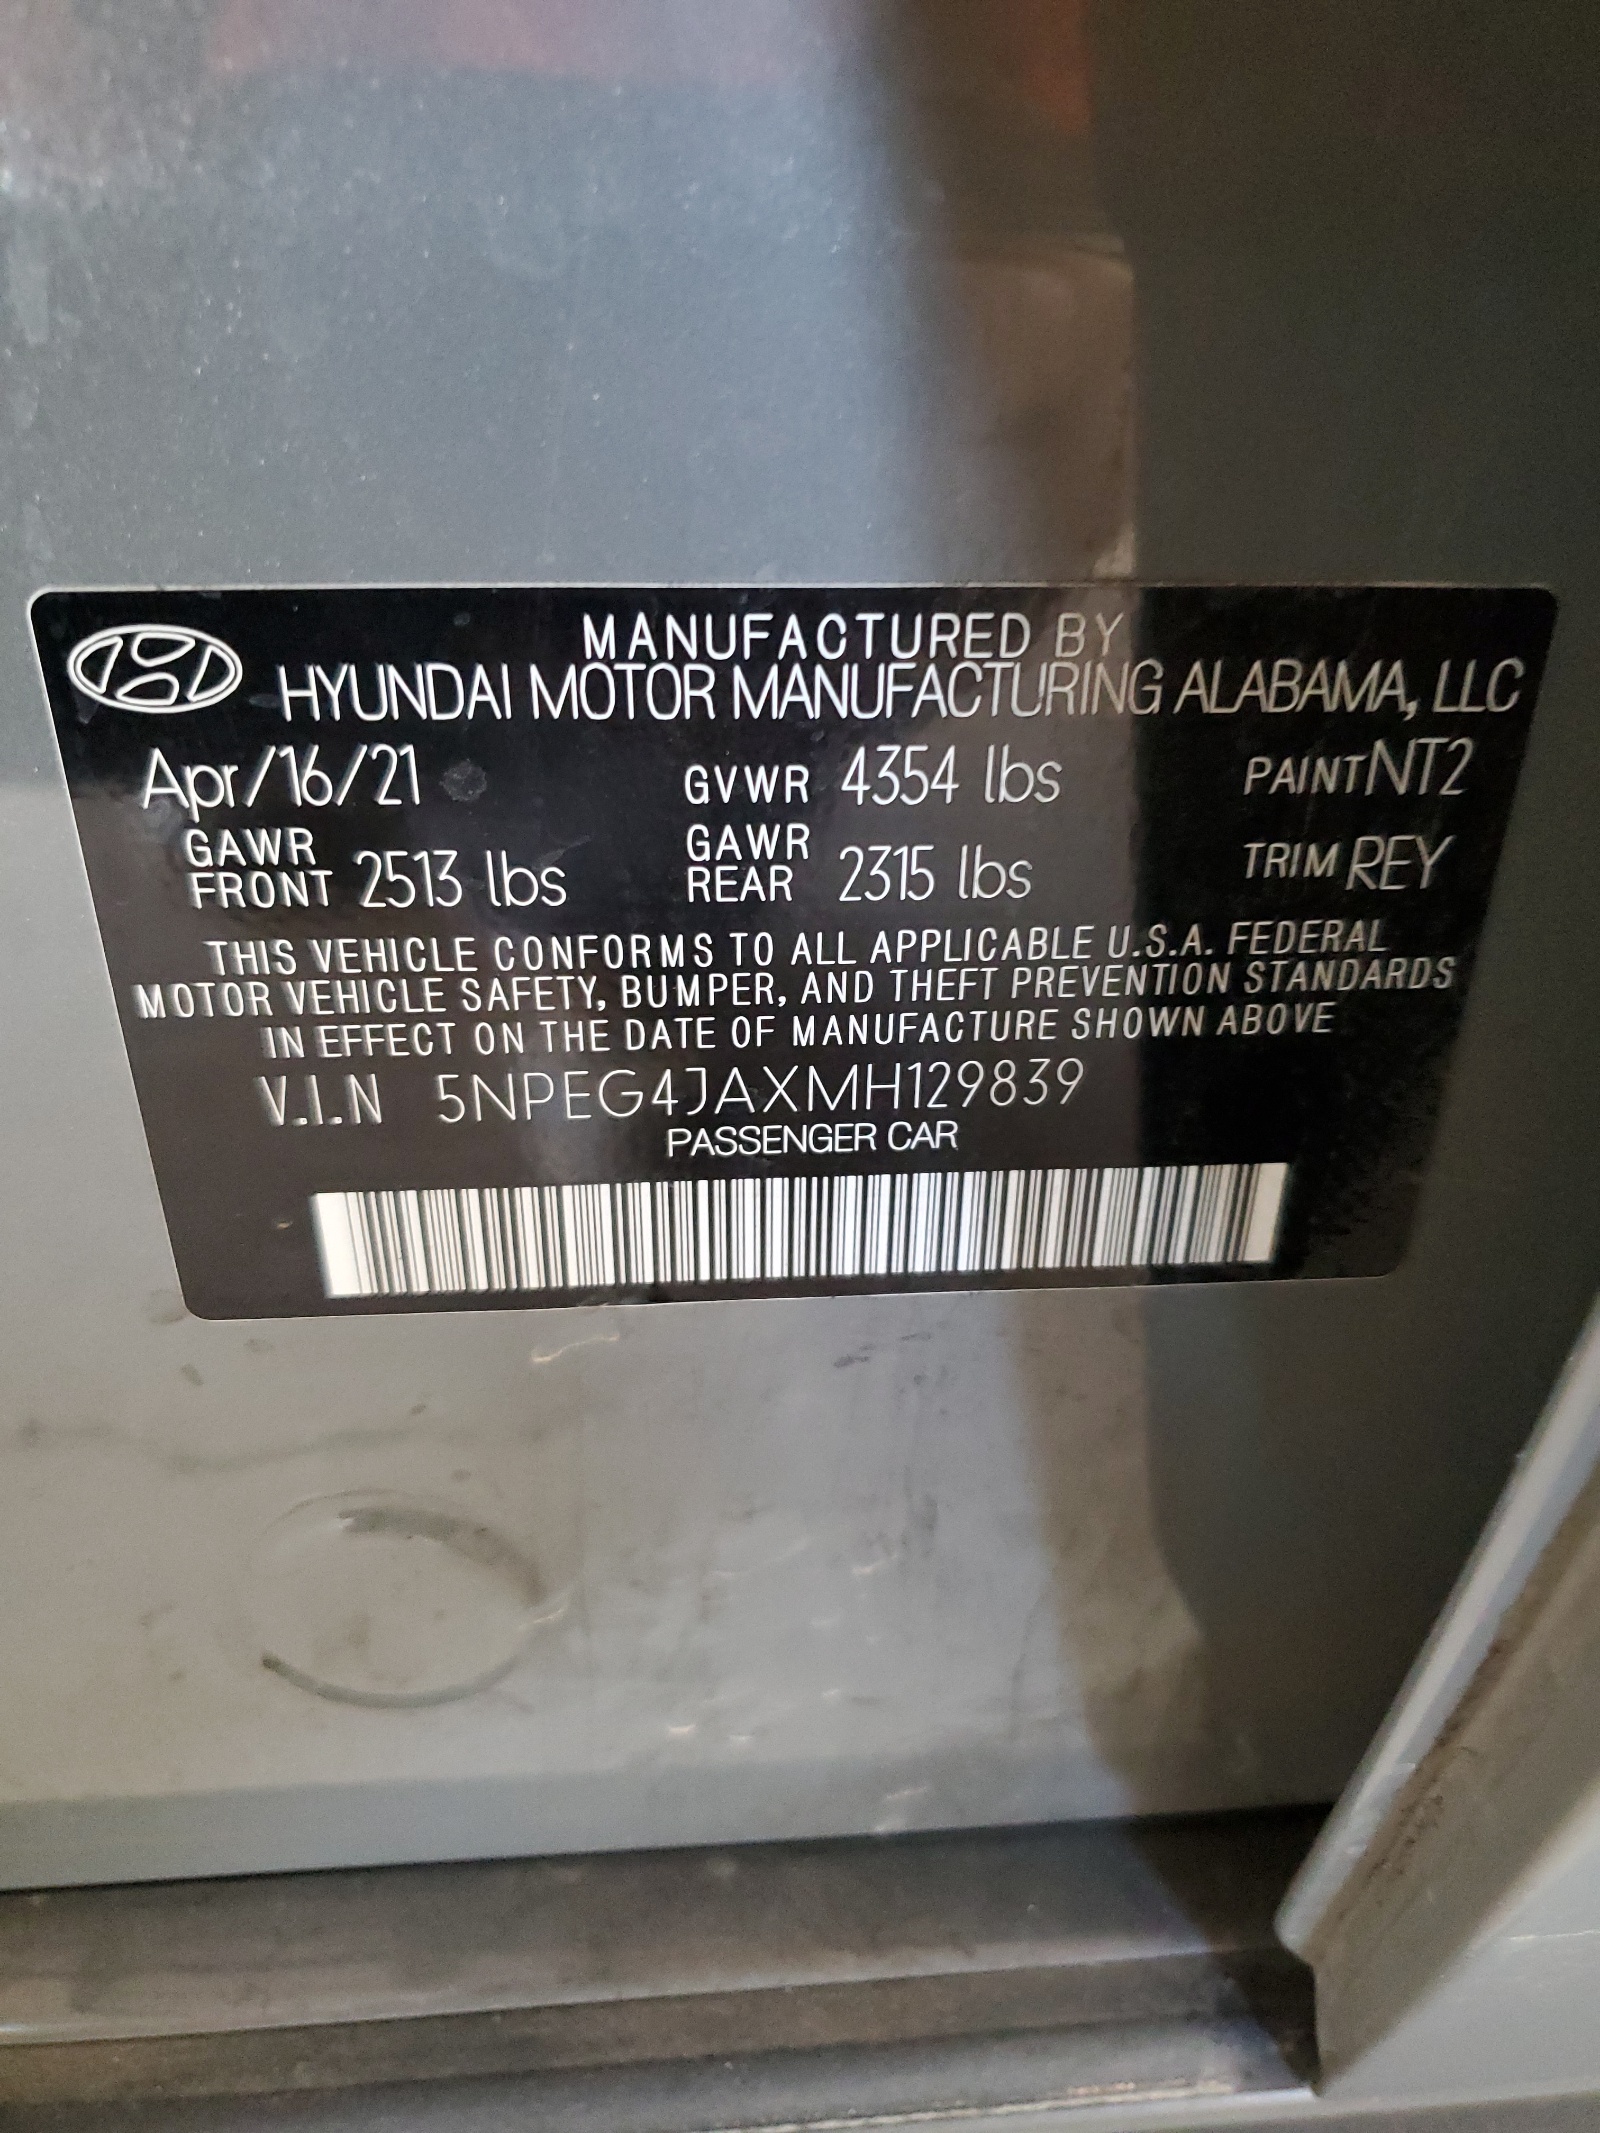 MANUFACTURED BY
HYUNDAI MOTOR MANUFACTURING ALABAMA, LLC
Apr/16/21 GVWR 4354 lbs PAINT NT2
GAWR FRONT 2513 lbs GAWR REAR 2315 lbs TRIM REY
THIS VEHICLE CONFORMS TO ALL APPLICABLE U.S.A. FEDERAL
MOTOR VEHICLE SAFETY, BUMPER, AND THEFT PREVENTION STANDARDS
IN EFFECT ON THE DATE OF MANUFACTURE SHOWN ABOVE
V.I.N 5NPEG4JAXMH129839
PASSENGER CAR